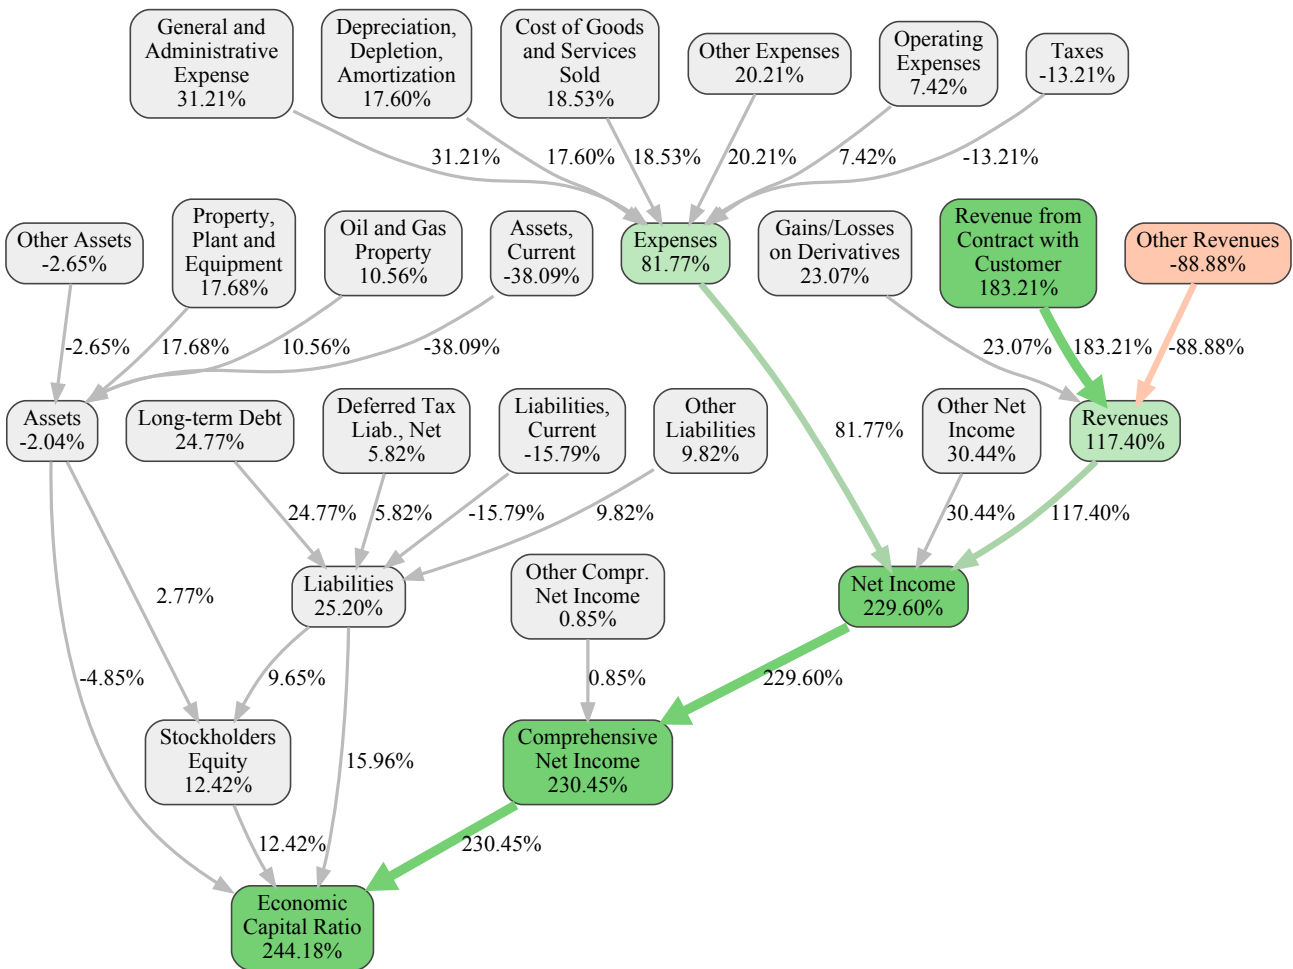 General and
Administrative
Expense
31.21%
Depreciation,
Depletion,
Amortization
17.60%
Cost of Goods
and Services
Sold
18.53%
Other Expenses
20.21%
Operating
Expenses
7.42%
Taxes
-13.21%
31.21%
17.60%
18.53%
20.21%
7.42%
-13.21%
Other Assets
-2.65%
Property,
Plant and
Equipment
17.68%
Oil and Gas
Property
10.56%
Assets,
Current
-38.09%
Expenses
81.77%
Gains/Losses
on Derivatives
23.07%
Revenue from
Contract with
Customer
183.21%
Other Revenues
-88.88%
-2.65%
17.68%
10.56%
-38.09%
23.07%
183.21%
-88.88%
Assets
-2.04%
Long-term Debt
24.77%
Deferred Tax
Liab., Net
5.82%
Liabilities,
Current
-15.79%
Other
Liabilities
9.82%
81.77%
Other Net
Income
30.44%
Revenues
117.40%
24.77%
5.82%
-15.79%
9.82%
30.44%
117.40%
2.77%
Liabilities
25.20%
Other Compr.
Net Income
0.85%
Net Income
229.60%
-4.85%
9.65%
0.85%
229.60%
Stockholders
Equity
12.42%
15.96%
Comprehensive
Net Income
230.45%
12.42%
230.45%
Economic
Capital Ratio
244.18%